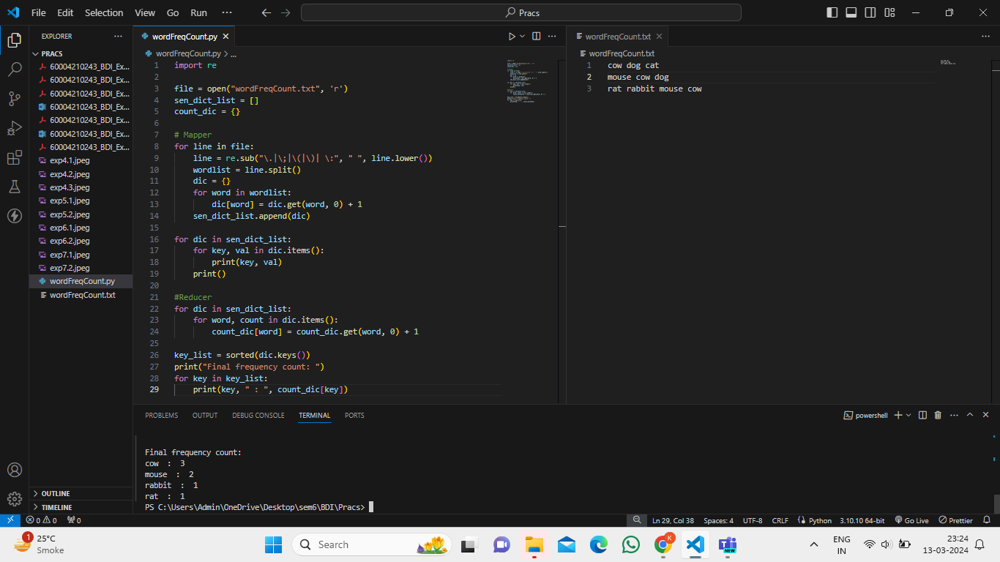 File Edit Selection View Go Run ··· Pracs
EXPLORER ···
PRACS
60004210243_BDI_Ex...
60004210243_BDI_Ex...
60004210243_BDI_Ex...
60004210243_BDI_Ex...
60004210243_BDI_Ex...
60004210243_BDI_Ex...
60004210243_BDI_Ex...
exp4.1.jpeg
exp4.2.jpeg
exp4.3.jpeg
exp5.1.jpeg
exp5.2.jpeg
exp6.1.jpeg
exp6.2.jpeg
exp7.1.jpeg
exp7.2.jpeg
wordFreqCount.py
wordFreqCount.txt
OUTLINE
TIMELINE
wordFreqCount.py
wordFreqCount.py > ...
1 import re
2
3 file = open("wordFreqCount.txt", 'r')
4 sen_dict_list = []
5 count_dic = {}
6
7 # Mapper
8 for line in file:
9     line = re.sub("\.|\;|\(|\)| \:", " ", line.lower())
10     wordlist = line.split()
11     dic = {}
12     for word in wordlist:
13         dic[word] = dic.get(word, 0) + 1
14     sen_dict_list.append(dic)
15
16 for dic in sen_dict_list:
17     for key, val in dic.items():
18         print(key, val)
19     print()
20
21 #Reducer
22 for dic in sen_dict_list:
23     for word, count in dic.items():
24         count_dic[word] = count_dic.get(word, 0) + 1
25
26 key_list = sorted(dic.keys())
27 print("Final frequency count: ")
28 for key in key_list:
29     print(key, " : ", count_dic[key])
wordFreqCount.txt
wordFreqCount.txt
1 cow dog cat
2 mouse cow dog
3 rat rabbit mouse cow
PROBLEMS OUTPUT DEBUG CONSOLE TERMINAL PORTS powershell
Final frequency count:
cow  :  3
mouse  :  2
rabbit  :  1
rat  :  1
PS C:\Users\Admin\OneDrive\Desktop\sem6\BDI\Pracs>
0 0 0 Ln 29, Col 38 Spaces: 4 UTF-8 CRLF Python 3.10.10 64-bit Go Live Prettier
1
25°C
Smoke
Search
K
NEW
ENG
IN
23:24
13-03-2024